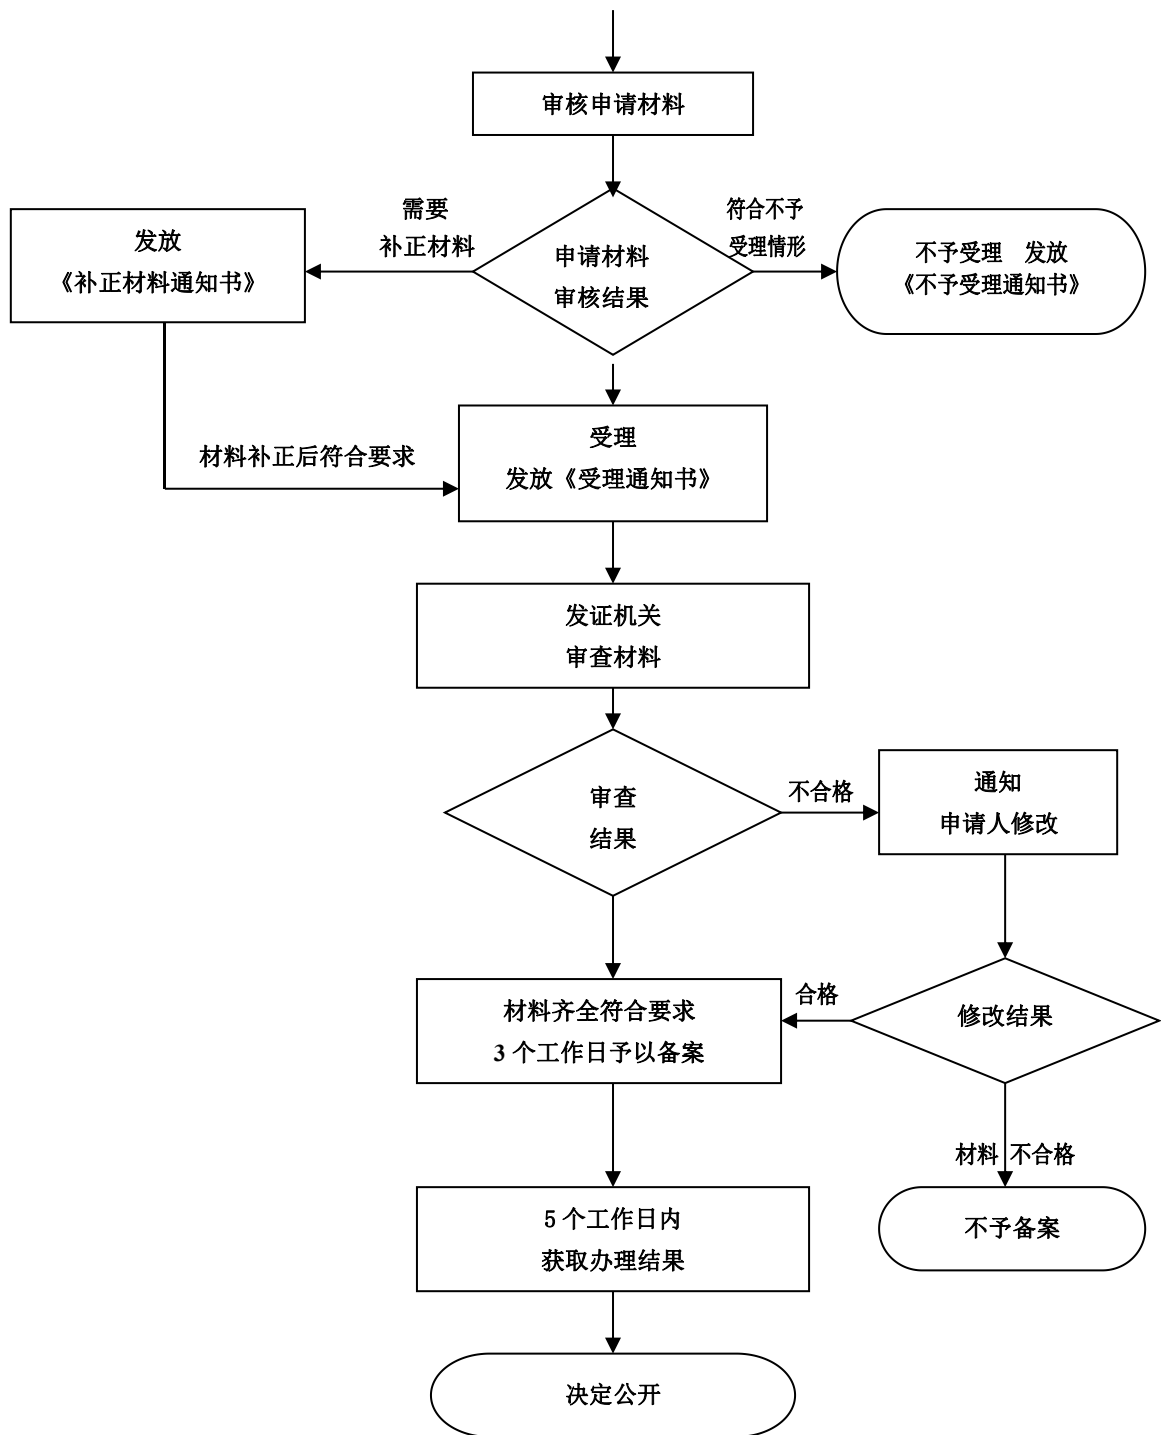 审核申请材料
需要
补正材料
符合不予
受理情形
发放
《补正材料通知书》
申请材料
审核结果
不予受理 发放
《不予受理通知书》
受理
发放《受理通知书》
材料补正后符合要求
发证机关
审查材料
审查
结果
不合格
通知
申请人修改
材料齐全符合要求
3 个工作日予以备案
合格
修改结果
材料 不合格
不予备案
5 个工作日内
获取办理结果
决定公开